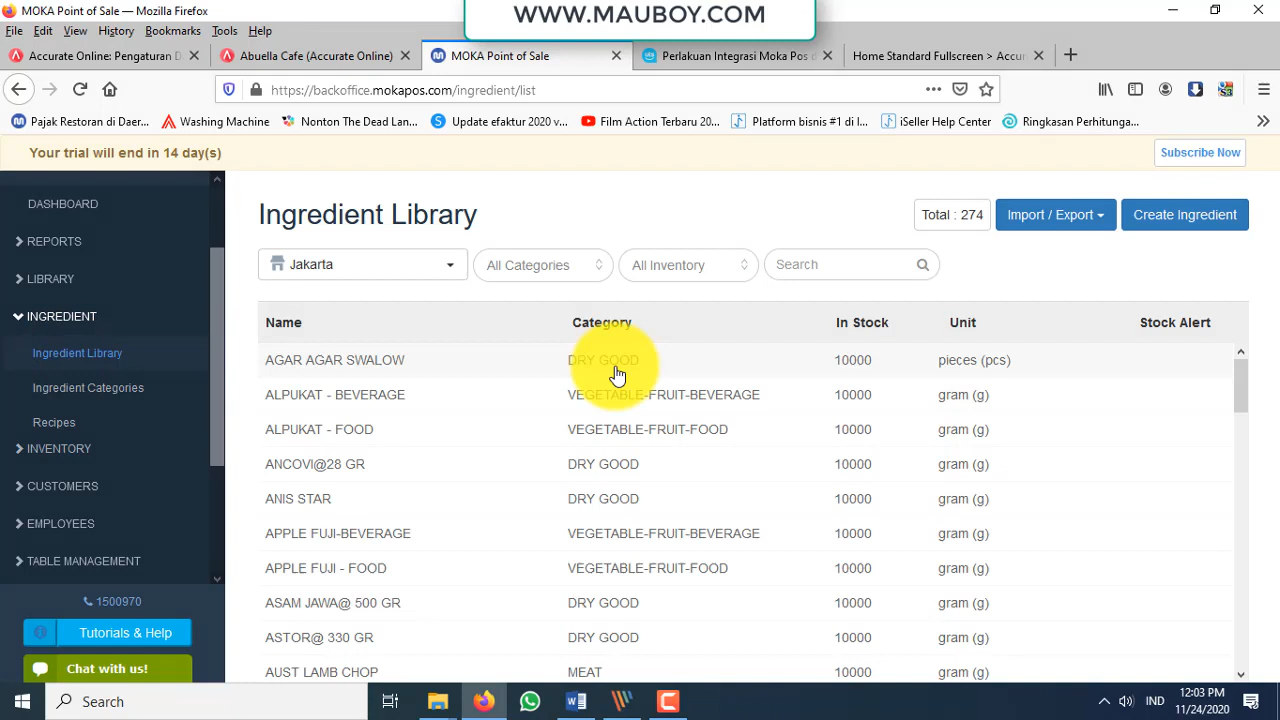 MOKA Point of Sale - Mozilla Firefox
WWW.MAUBOY.COM
File Edit View History Bookmarks Tools Help
Accurate Online: Pengaturan D
Abuella Cafe (Accurate Online)
MOKA Point of Sale
Perlakuan Integrasi Moka Pos d
Home Standard Fullscreen > Accu
https://backoffice.mokapos.com/ingredient/list
Pajak Restoran di Daer...
Washing Machine
Nonton The Dead Lan...
Update efaktur 2020 v...
Film Action Terbaru 20...
Platform bisnis #1 di I...
iSeller Help Center
Ringkasan Perhitunga...
Your trial will end in 14 day(s)
Subscribe Now
DASHBOARD
REPORTS
LIBRARY
INGREDIENT
Ingredient Library
Ingredient Categories
Recipes
INVENTORY
CUSTOMERS
EMPLOYEES
TABLE MANAGEMENT
1500970
Tutorials & Help
Chat with us!
Ingredient Library
Total : 274
Import / Export
Create Ingredient
Jakarta
All Categories
All Inventory
Search
Name Category In Stock Unit Stock Alert
AGAR AGAR SWALOW DRY GOOD 10000 pieces (pcs)
ALPUKAT - BEVERAGE VEGETABLE-FRUIT-BEVERAGE 10000 gram (g)
ALPUKAT - FOOD VEGETABLE-FRUIT-FOOD 10000 gram (g)
ANCOVI@28 GR DRY GOOD 10000 gram (g)
ANIS STAR DRY GOOD 10000 gram (g)
APPLE FUJI-BEVERAGE VEGETABLE-FRUIT-BEVERAGE 10000 gram (g)
APPLE FUJI - FOOD VEGETABLE-FRUIT-FOOD 10000 gram (g)
ASAM JAWA@ 500 GR DRY GOOD 10000 gram (g)
ASTOR@ 330 GR DRY GOOD 10000 gram (g)
AUST LAMB CHOP MEAT 10000 gram (g)
Search
IND
12:03 PM
11/24/2020